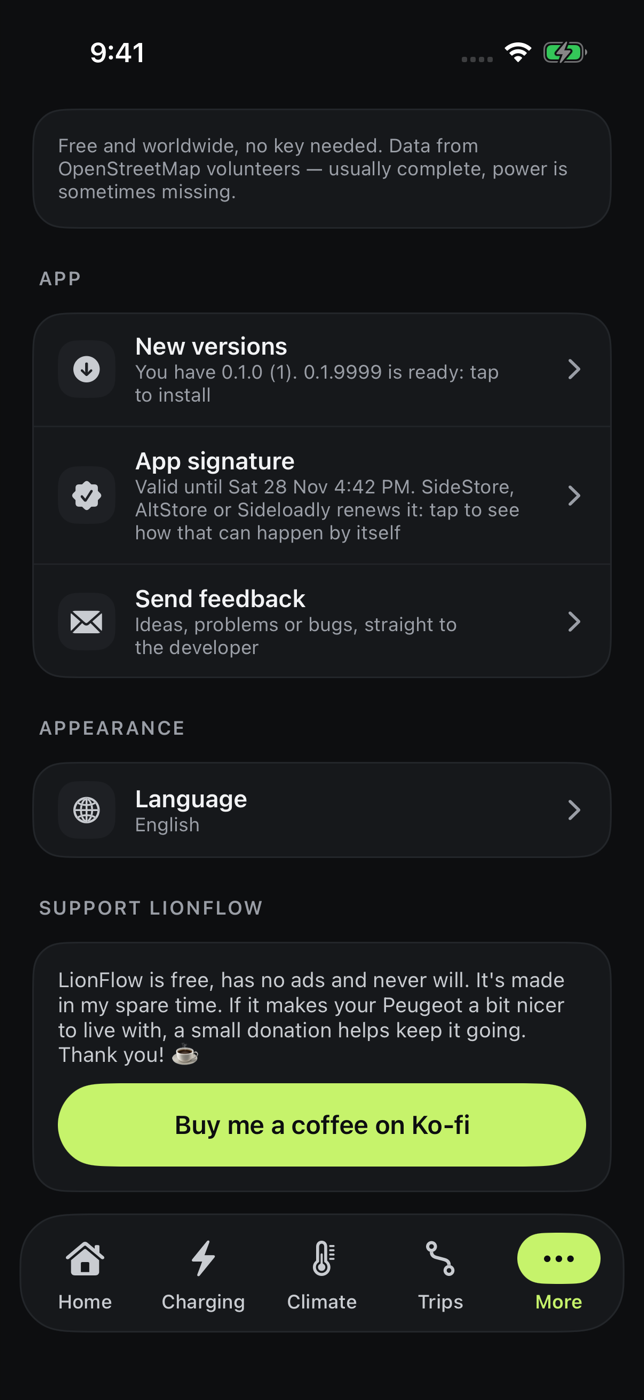 9:41
Free and worldwide, no key needed. Data from
OpenStreetMap volunteers — usually complete, power is
sometimes missing.
APP
New versions
You have 0.1.0 (1). 0.1.9999 is ready: tap
to install
App signature
Valid until Sat 28 Nov 4:42 PM. SideStore,
AltStore or Sideloadly renews it: tap to see
how that can happen by itself
Send feedback
Ideas, problems or bugs, straight to
the developer
APPEARANCE
Language
English
SUPPORT LIONFLOW
LionFlow is free, has no ads and never will. It's made
in my spare time. If it makes your Peugeot a bit nicer
to live with, a small donation helps keep it going.
Thank you! ☕
Buy me a coffee on Ko-fi
Home Charging Climate Trips More